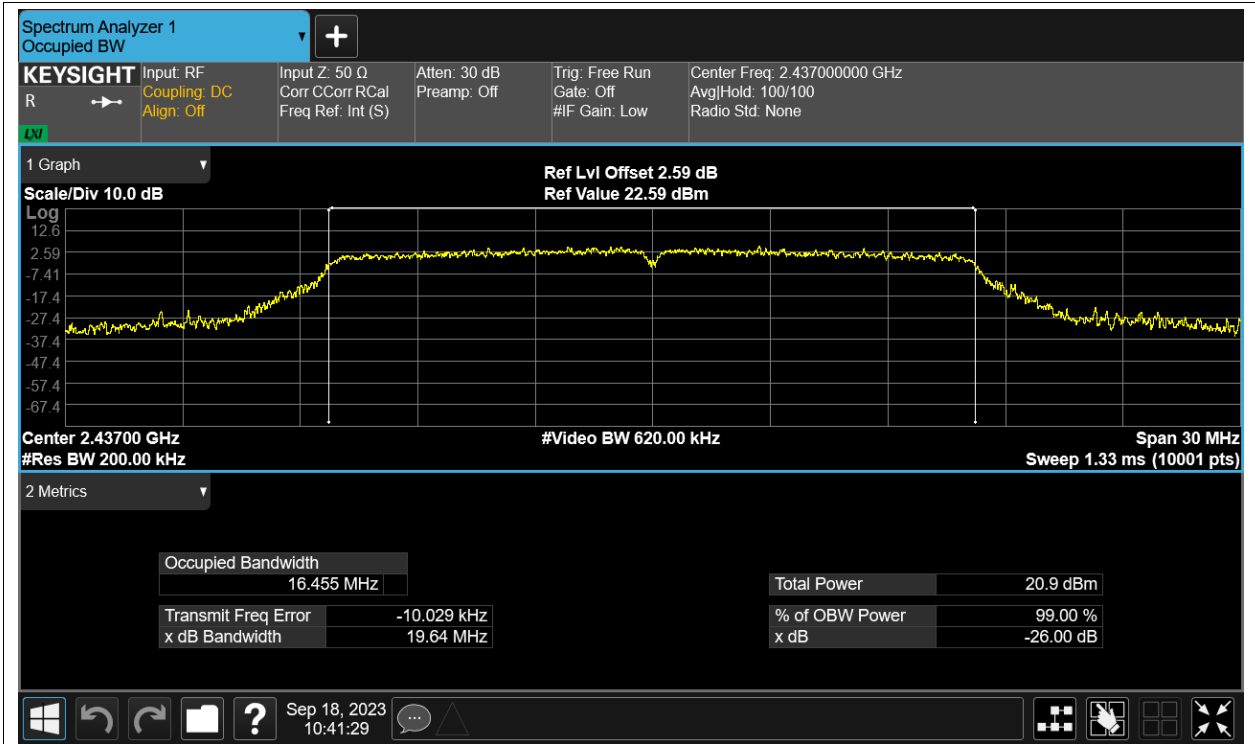 Spectrum Analyzer 1
Occupied BW
KEYSIGHT
R
LXI
Input: RF
Coupling: DC
Align: Off
Input Z: 50 Ω
Corr CCorr RCal
Freq Ref: Int (S)
Atten: 30 dB
Preamp: Off
Trig: Free Run
Gate: Off
#IF Gain: Low
Center Freq: 2.437000000 GHz
Avg|Hold: 100/100
Radio Std: None
1 Graph
Scale/Div 10.0 dB
Ref Lvl Offset 2.59 dB
Ref Value 22.59 dBm
Log
12.6
2.59
-7.41
-17.4
-27.4
-37.4
-47.4
-57.4
-67.4
Center 2.43700 GHz
#Res BW 200.00 kHz
#Video BW 620.00 kHz
Span 30 MHz
Sweep 1.33 ms (10001 pts)
2 Metrics
Occupied Bandwidth
16.455 MHz
Transmit Freq Error -10.029 kHz
x dB Bandwidth 19.64 MHz
Total Power 20.9 dBm
% of OBW Power 99.00 %
x dB -26.00 dB
?
Sep 18, 2023
10:41:29